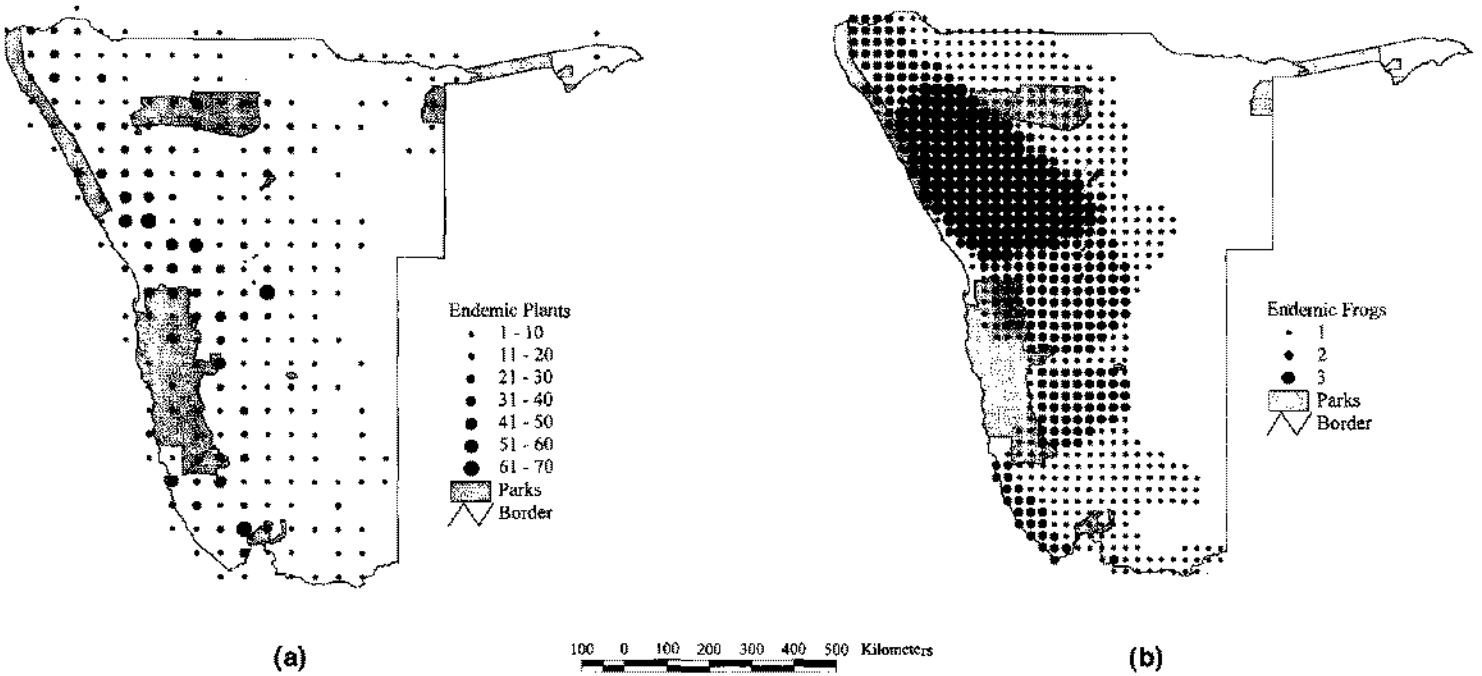 Endemic Plants
1 - 10
11 - 20
21 - 30
31 - 40
41 - 50
51 - 60
61 - 70
Parks
Border
(a)
Endemic Frogs
1
2
3
Parks
Border
(b)
100 0 100 200 300 400 500 Kilometers